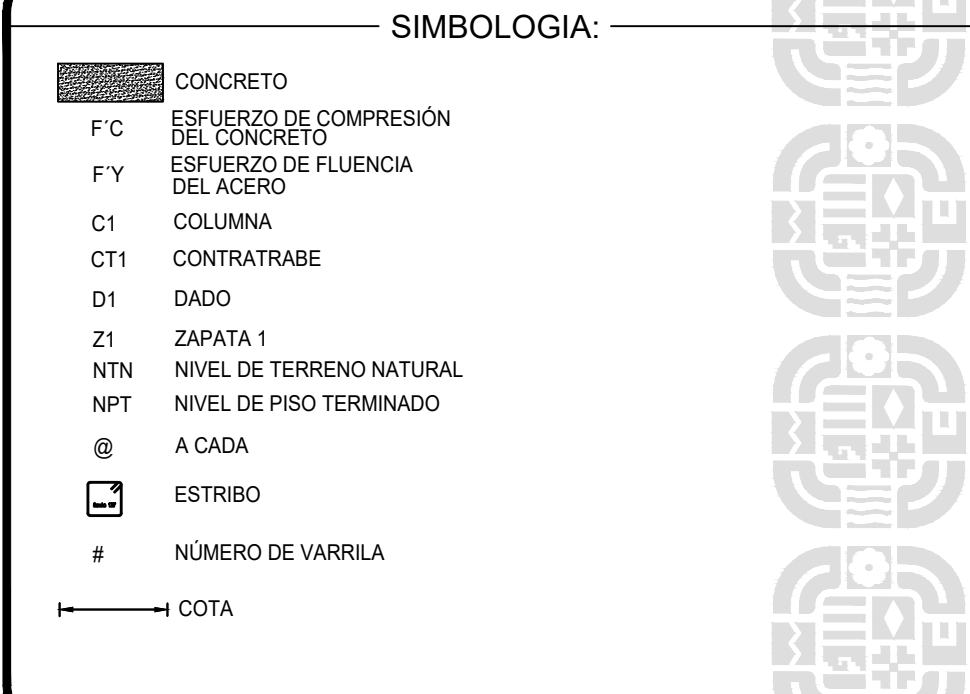 SIMBOLOGIA:
CONCRETO
F´C ESFUERZO DE COMPRESIÓN
DEL CONCRETO
F´Y ESFUERZO DE FLUENCIA
DEL ACERO
C1 COLUMNA
CT1 CONTRATRABE
D1 DADO
Z1 ZAPATA 1
NTN NIVEL DE TERRENO NATURAL
NPT NIVEL DE PISO TERMINADO
@ A CADA
ESTRIBO
# NÚMERO DE VARRILA
COTA